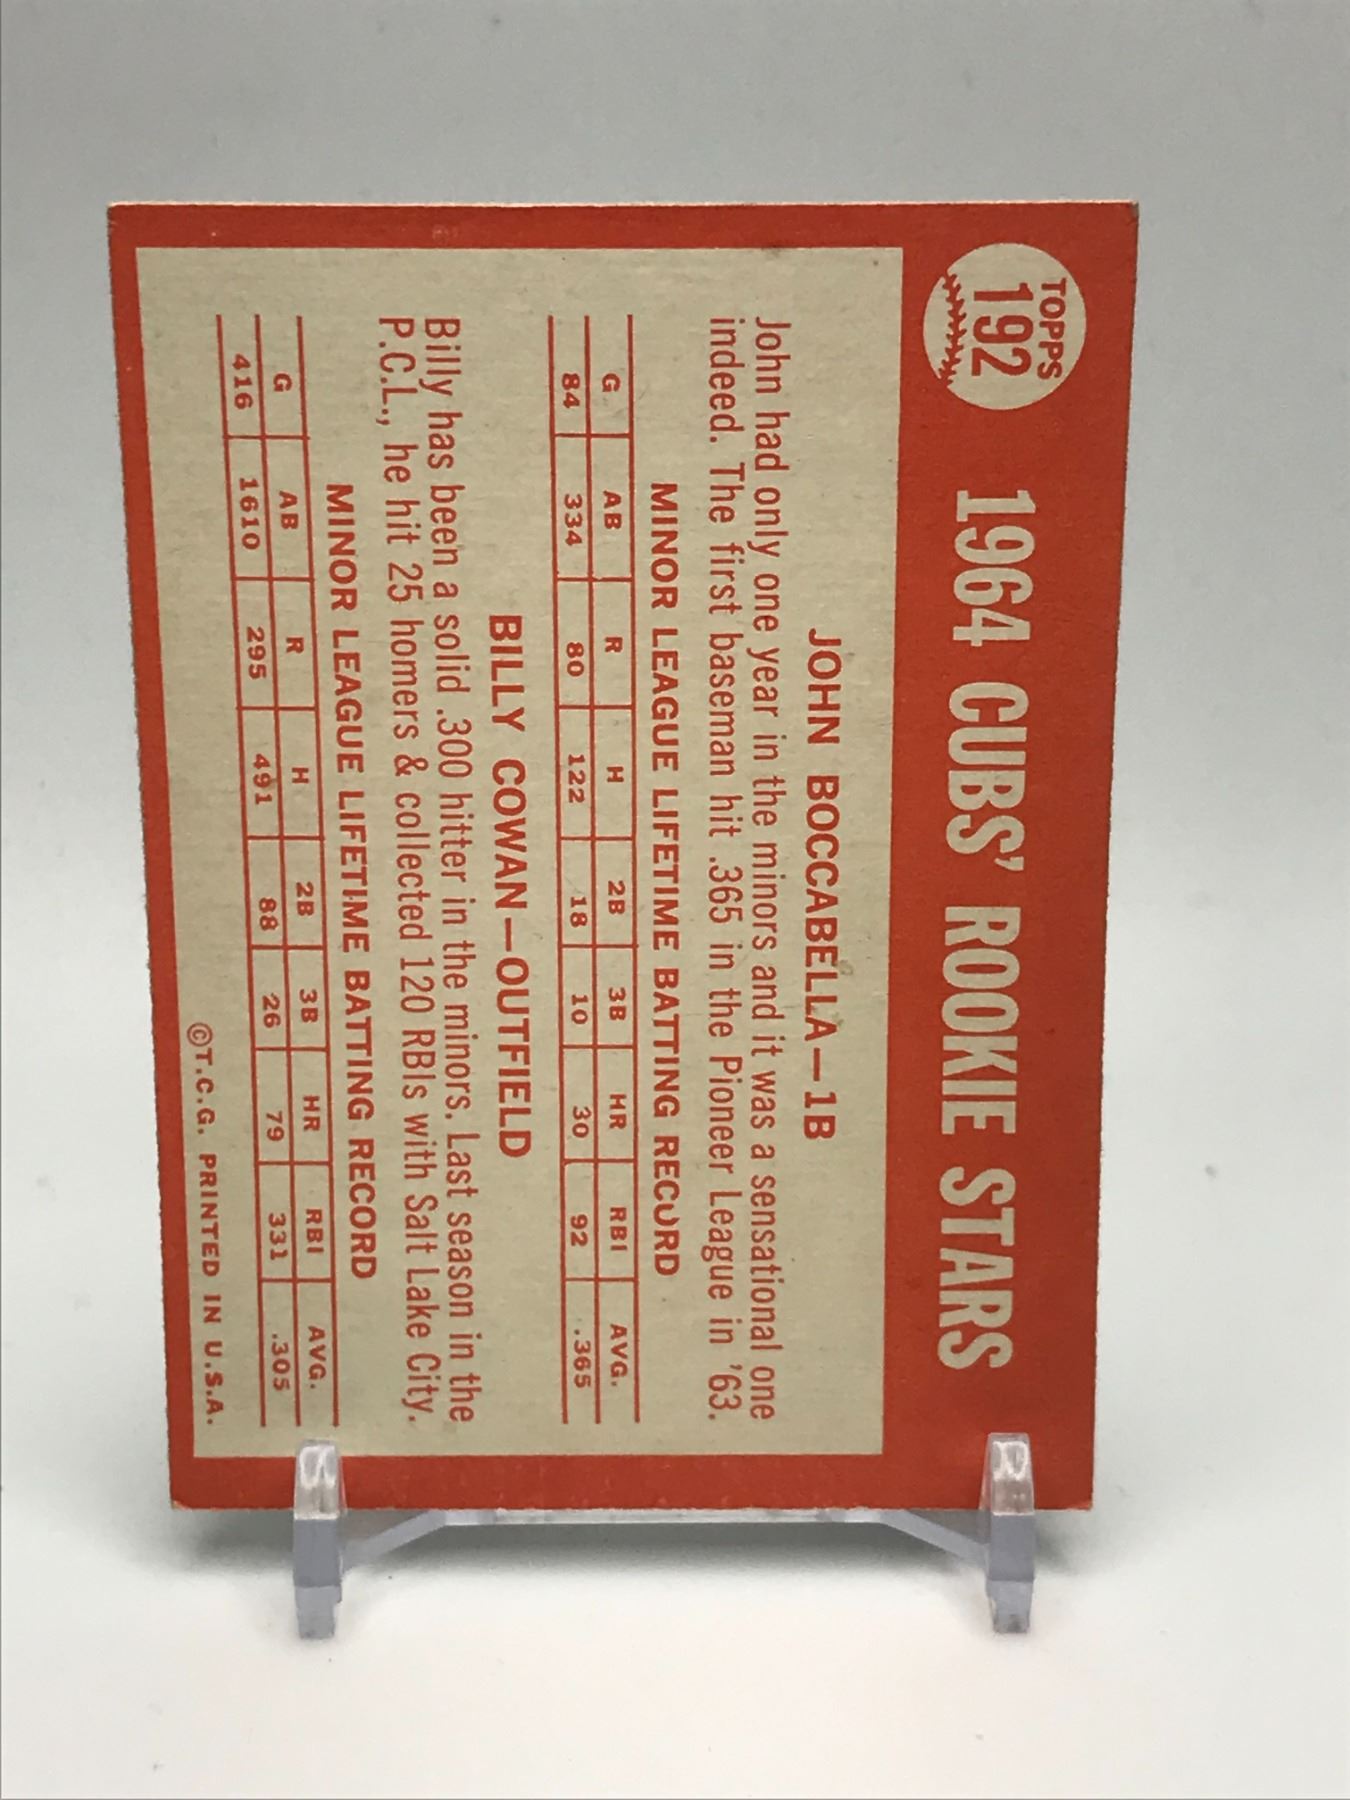 TOPPS
192
1964 CUBS' ROOKIE STARS
JOHN BOCCABELLA—1B
John had only one year in the minors and it was a sensational one
indeed. The first baseman hit .365 in the Pioneer League in '63.
MINOR LEAGUE LIFETIME BATTING RECORD
G AB R H 2B 3B HR RBI AVG.
84 334 80 122 18 10 30 92 .365
BILLY COWAN—OUTFIELD
Billy has been a solid .300 hitter in the minors. Last season in the
P.C.L., he hit 25 homers & collected 120 RBIs with Salt Lake City.
MINOR LEAGUE LIFETIME BATTING RECORD
G AB R H 2B 3B HR RBI AVG.
416 1610 295 491 88 26 79 331 .305
©T.C.G. PRINTED IN U.S.A.